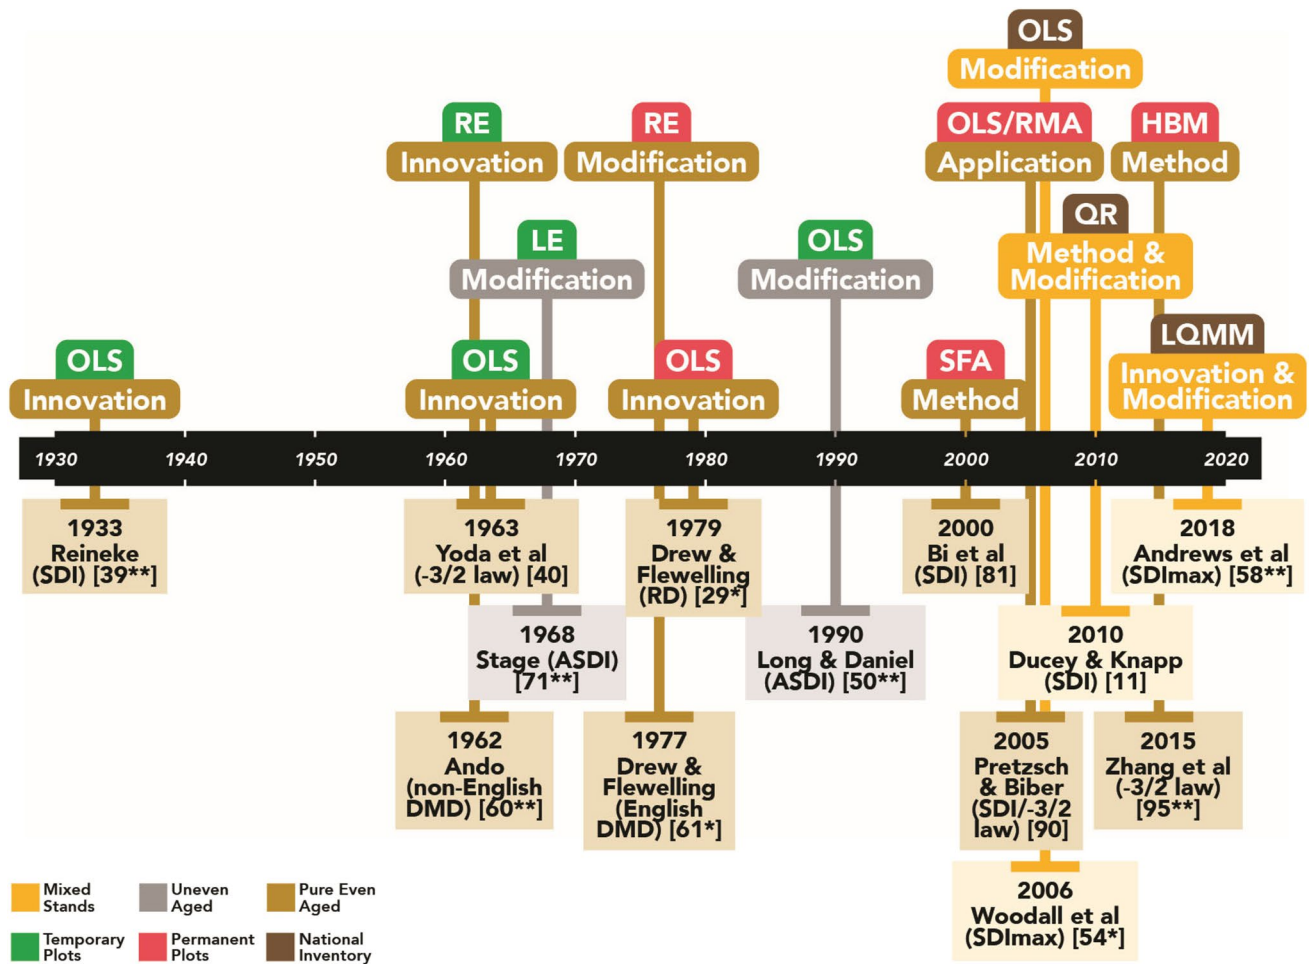 OLS
Modification
RE
Innovation
RE
Modification
OLS/RMA
Application
HBM
Method
LE
Modification
OLS
Modification
QR
Method &
Modification
OLS
Innovation
OLS
Innovation
OLS
Innovation
SFA
Method
LQMM
Innovation &
Modification
1930 1940 1950 1960 1970 1980 1990 2000 2010 2020
1933
Reineke
(SDI) [39**]
1963
Yoda et al
(-3/2 law) [40]
1979
Drew &
Flewelling
(RD) [29*]
2000
Bi et al
(SDI) [81]
2018
Andrews et al
(SDImax) [58**]
1968
Stage (ASDI)
[71**]
1990
Long & Daniel
(ASDI) [50**]
2010
Ducey & Knapp
(SDI) [11]
1962
Ando
(non-English
DMD) [60**]
1977
Drew &
Flewelling
(English
DMD) [61*]
2005
Pretzsch
& Biber
(SDI/-3/2
law) [90]
2015
Zhang et al
(-3/2 law)
[95**]
2006
Woodall et al
(SDImax) [54*]
Mixed
Stands
Uneven
Aged
Pure Even
Aged
Temporary
Plots
Permanent
Plots
National
Inventory